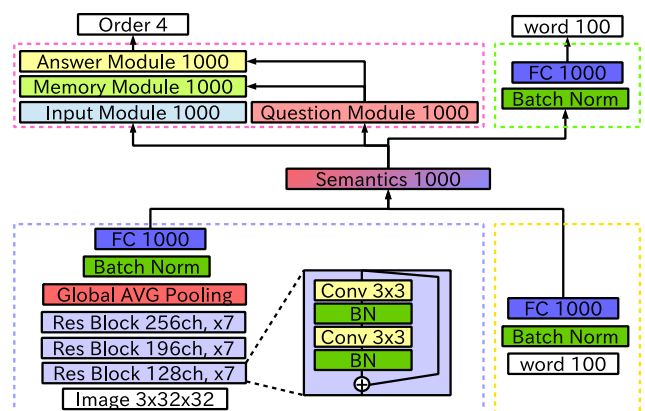 Order 4
word 100
Answer Module 1000
Memory Module 1000
Input Module 1000
Question Module 1000
FC 1000
Batch Norm
Semantics 1000
FC 1000
Batch Norm
Global AVG Pooling
Res Block 256ch, x7
Res Block 196ch, x7
Res Block 128ch, x7
Image 3x32x32
Conv 3x3
BN
Conv 3x3
BN
FC 1000
Batch Norm
word 100